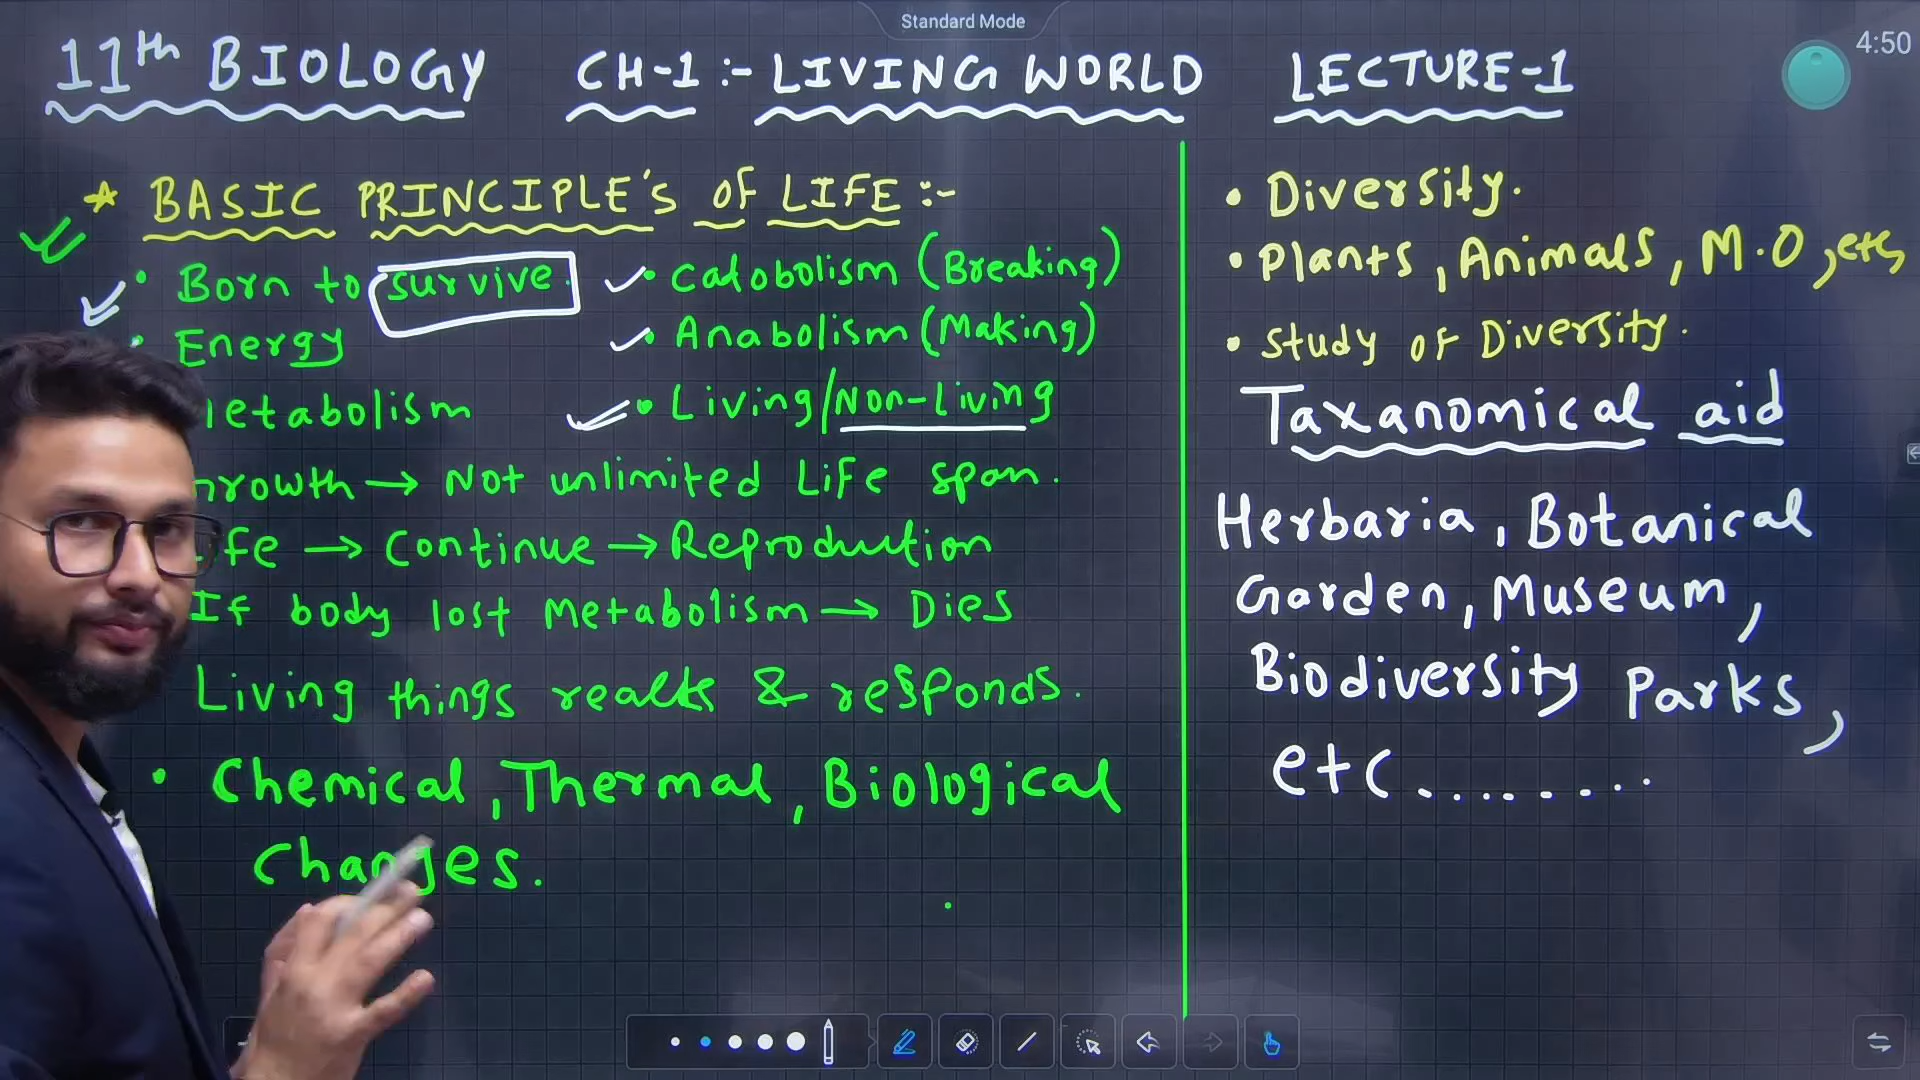 Standard Mode
4:50
11th BIOLOGY CH-1 :- LIVING WORLD LECTURE-1
BASIC PRINCIPLE's OF LIFE :-
• Born to survive.
• Energy
etabolism
rowth → Not unlimited Life span.
fe → Continue → Reproduction
If body lost Metabolism → Dies
Living things reacts & responds.
• Chemical, Thermal, Biological
Changes.
• Catobolism (Breaking)
• Anabolism (Making)
• Living/Non-Living
• Diversity.
• Plants, Animals, M.O, etc,
• Study of Diversity.
Taxanomical aid
Herbaria, Botanical
Garden, Museum,
Biodiversity Parks,
etc........